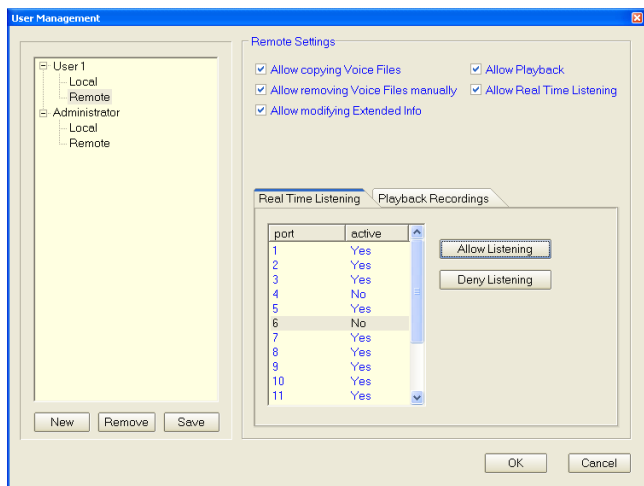 User Management
User 1
Local
Remote
Administrator
Local
Remote
New
Remove
Save
Remote Settings
Allow copying Voice Files
Allow Playback
Allow removing Voice Files manually
Allow Real Time Listening
Allow modifying Extended Info
Real Time Listening
Playback Recordings
port active
1 Yes
2 Yes
3 Yes
4 No
5 Yes
6 No
7 Yes
8 Yes
9 Yes
10 Yes
11 Yes
Allow Listening
Deny Listening
OK
Cancel